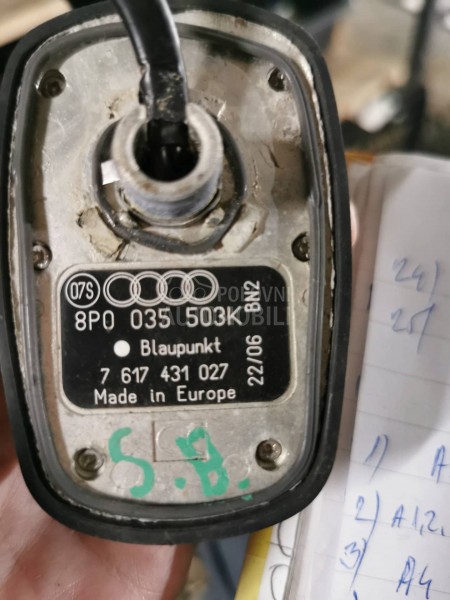 07S
8P0 035 503K
BN2
Blaupunkt
22/06
7 617 431 027
Made in Europe
S.B.
24)
25)
1) A
2) A1,2,
3)
A4